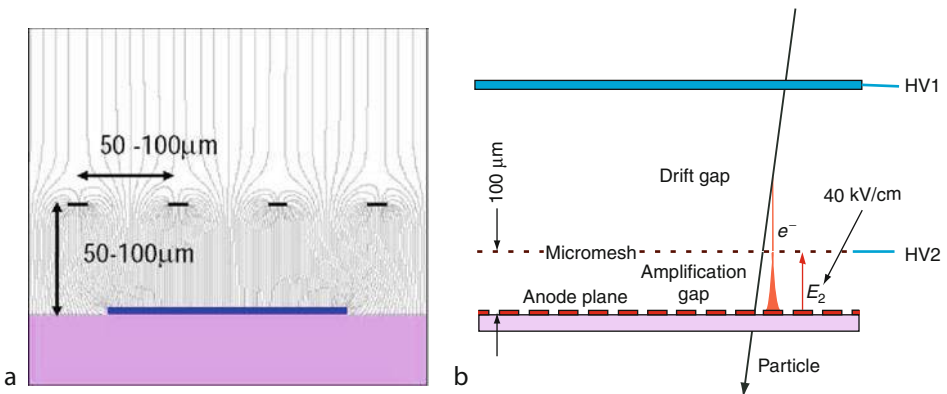 50 -100µm
50-100µm
a
HV1
Drift gap
100 µm
40 kV/cm
e⁻
Micromesh
HV2
Amplification
gap
E₂
Anode plane
Particle
b